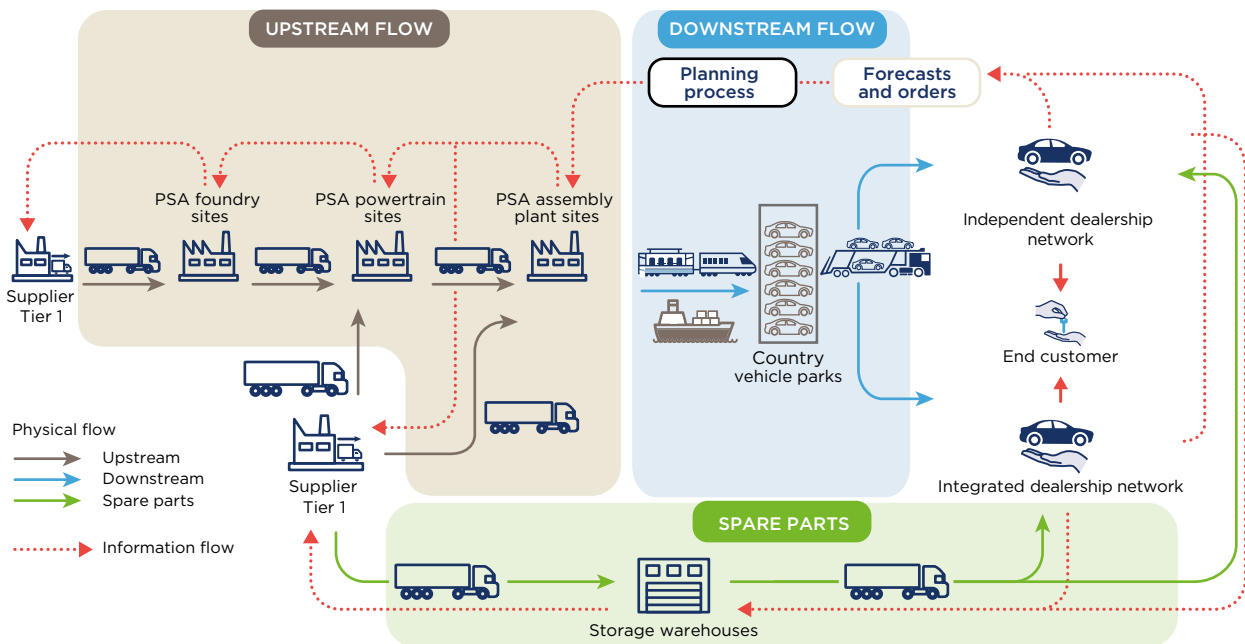 UPSTREAM FLOW
DOWNSTREAM FLOW
Planning
process
Forecasts
and orders
PSA foundry
sites
PSA powertrain
sites
PSA assembly
plant sites
Independent dealership
network
Supplier
Tier 1
End customer
Country
vehicle parks
Physical flow
Upstream
Downstream
Spare parts
Information flow
Supplier
Tier 1
Integrated dealership network
SPARE PARTS
Storage warehouses